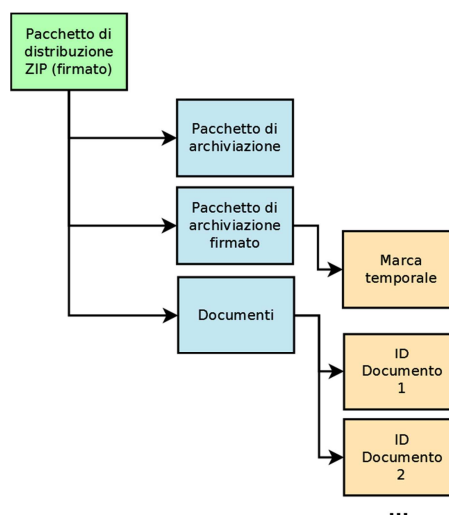 Pacchetto di
distribuzione
ZIP (firmato)
Pacchetto di
archiviazione
Pacchetto di
archiviazione
firmato
Marca
temporale
Documenti
ID
Documento
1
ID
Documento
2
...